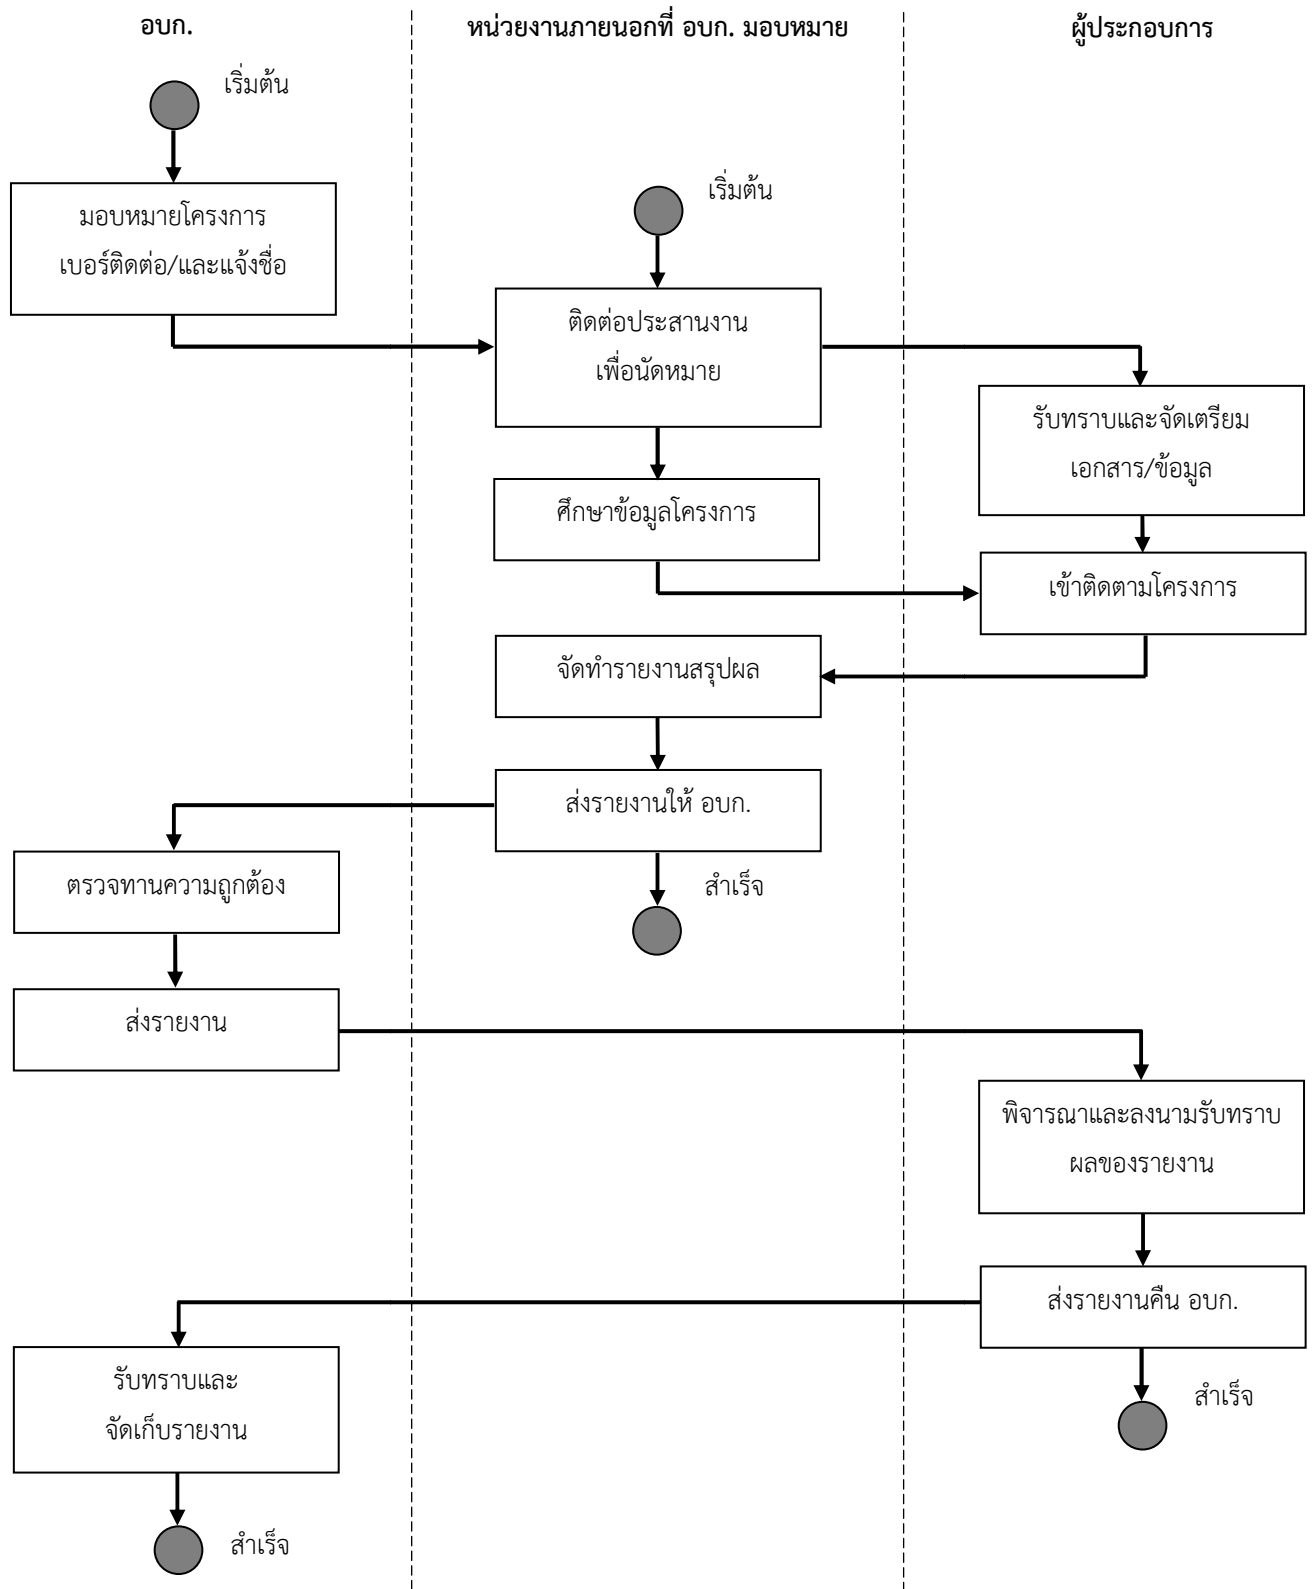 อบก.
หน่วยงานภายนอกที่ อบก. มอบหมาย
ผู้ประกอบการ
เริ่มต้น
มอบหมายโครงการ
เบอร์ติดต่อ/และแจ้งชื่อ
เริ่มต้น
ติดต่อประสานงาน
เพื่อนัดหมาย
รับทราบและจัดเตรียม
เอกสาร/ข้อมูล
ศึกษาข้อมูลโครงการ
เข้าติดตามโครงการ
จัดทำรายงานสรุปผล
ส่งรายงานให้ อบก.
ตรวจทานความถูกต้อง
สำเร็จ
ส่งรายงาน
พิจารณาและลงนามรับทราบ
ผลของรายงาน
ส่งรายงานคืน อบก.
รับทราบและ
จัดเก็บรายงาน
สำเร็จ
สำเร็จ